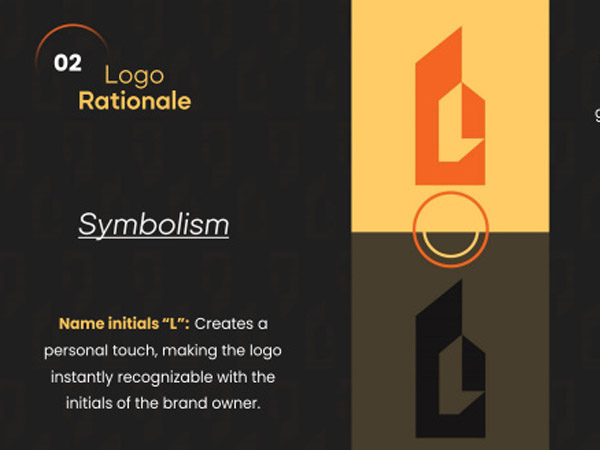 02
Logo
Rationale
Symbolism
Name initials “L”: Creates a
personal touch, making the logo
instantly recognizable with the
initials of the brand owner.